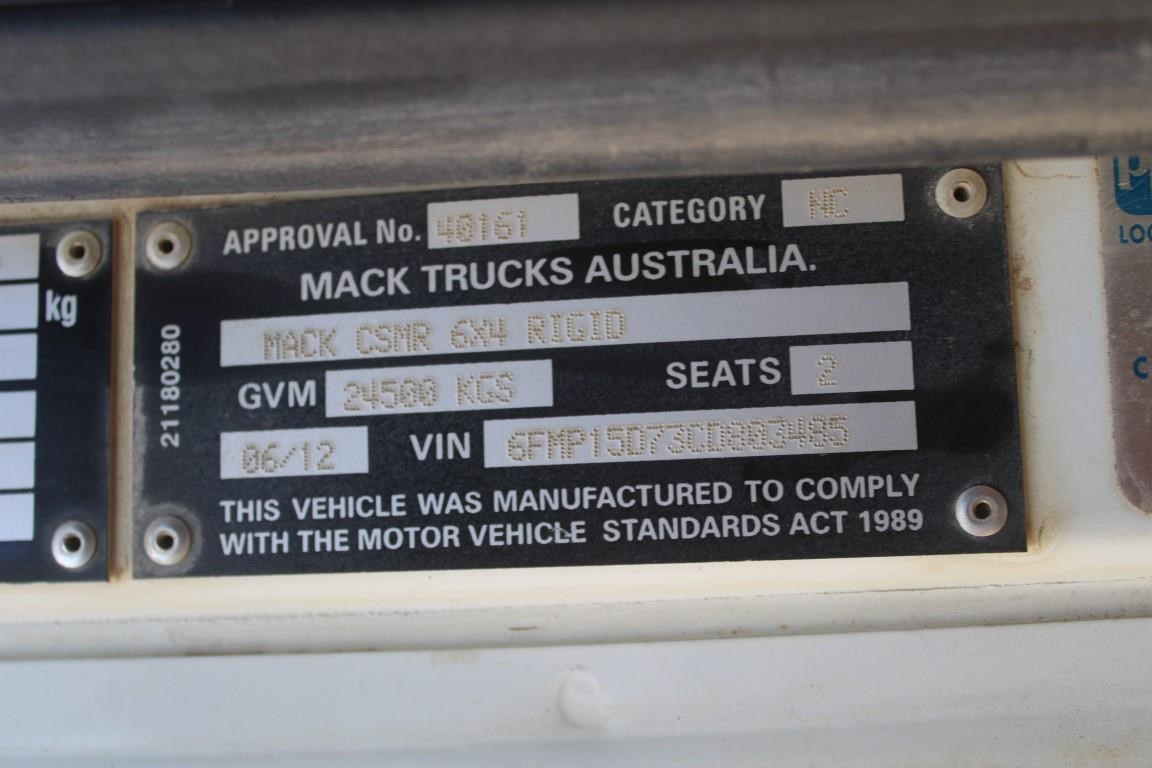 kg
21180280
APPROVAL No. 40161 CATEGORY NC
MACK TRUCKS AUSTRALIA.
MACK CSMR 6X4 RIGID
GVM 24500 KGS SEATS 2
06/12 VIN 6FMP15D73CD803485
THIS VEHICLE WAS MANUFACTURED TO COMPLY
WITH THE MOTOR VEHICLE STANDARDS ACT 1989